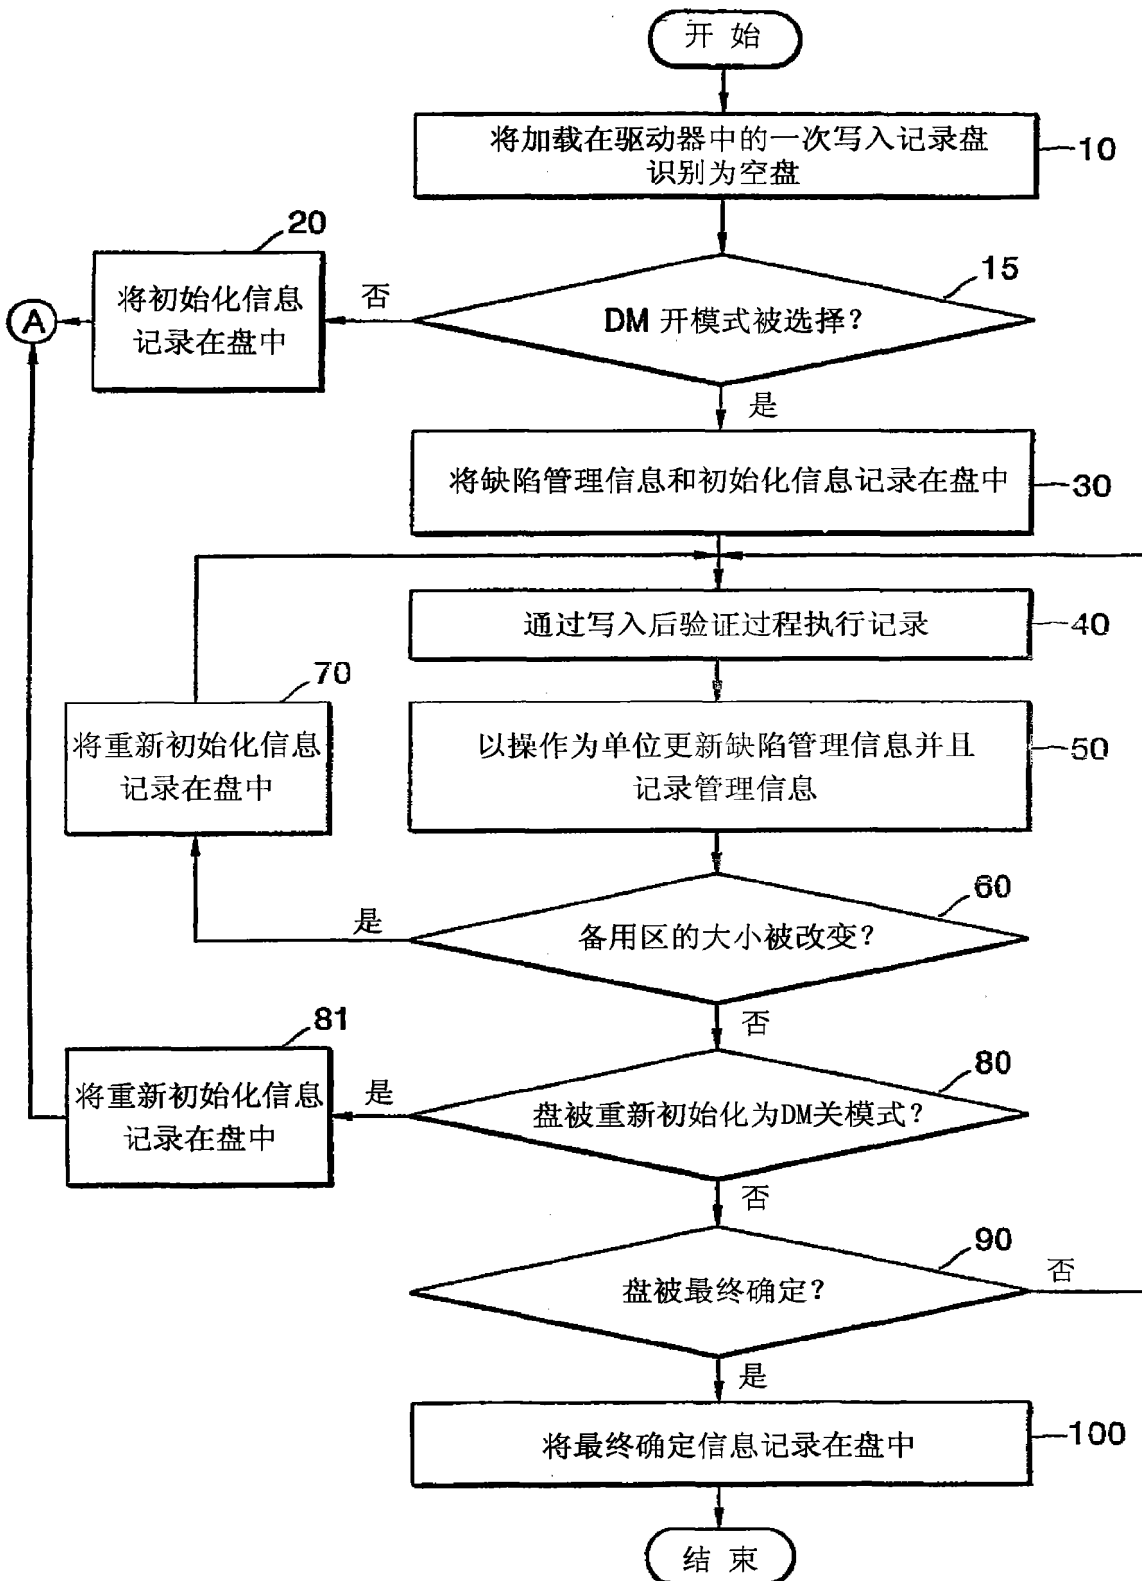 开 始
将加载在驱动器中的一次写入记录盘
识别为空盘
10
20
15
将初始化信息
记录在盘中
A
否
DM 开模式被选择？
是
将缺陷管理信息和初始化信息记录在盘中
30
通过写入后验证过程执行记录
40
70
将重新初始化信息
记录在盘中
以操作为单位更新缺陷管理信息并且
记录管理信息
50
60
是
备用区的大小被改变？
否
81
80
将重新初始化信息
记录在盘中
是
盘被重新初始化为DM关模式？
否
90
盘被最终确定？
否
是
将最终确定信息记录在盘中
100
结 束